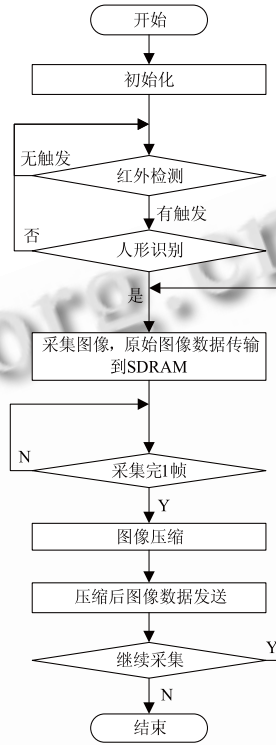 开始
初始化
无触发
红外检测
有触发
否
人形识别
是
采集图像，原始图像数据传输
到SDRAM
N
采集完1帧
Y
图像压缩
压缩后图像数据发送
继续采集
Y
N
结束